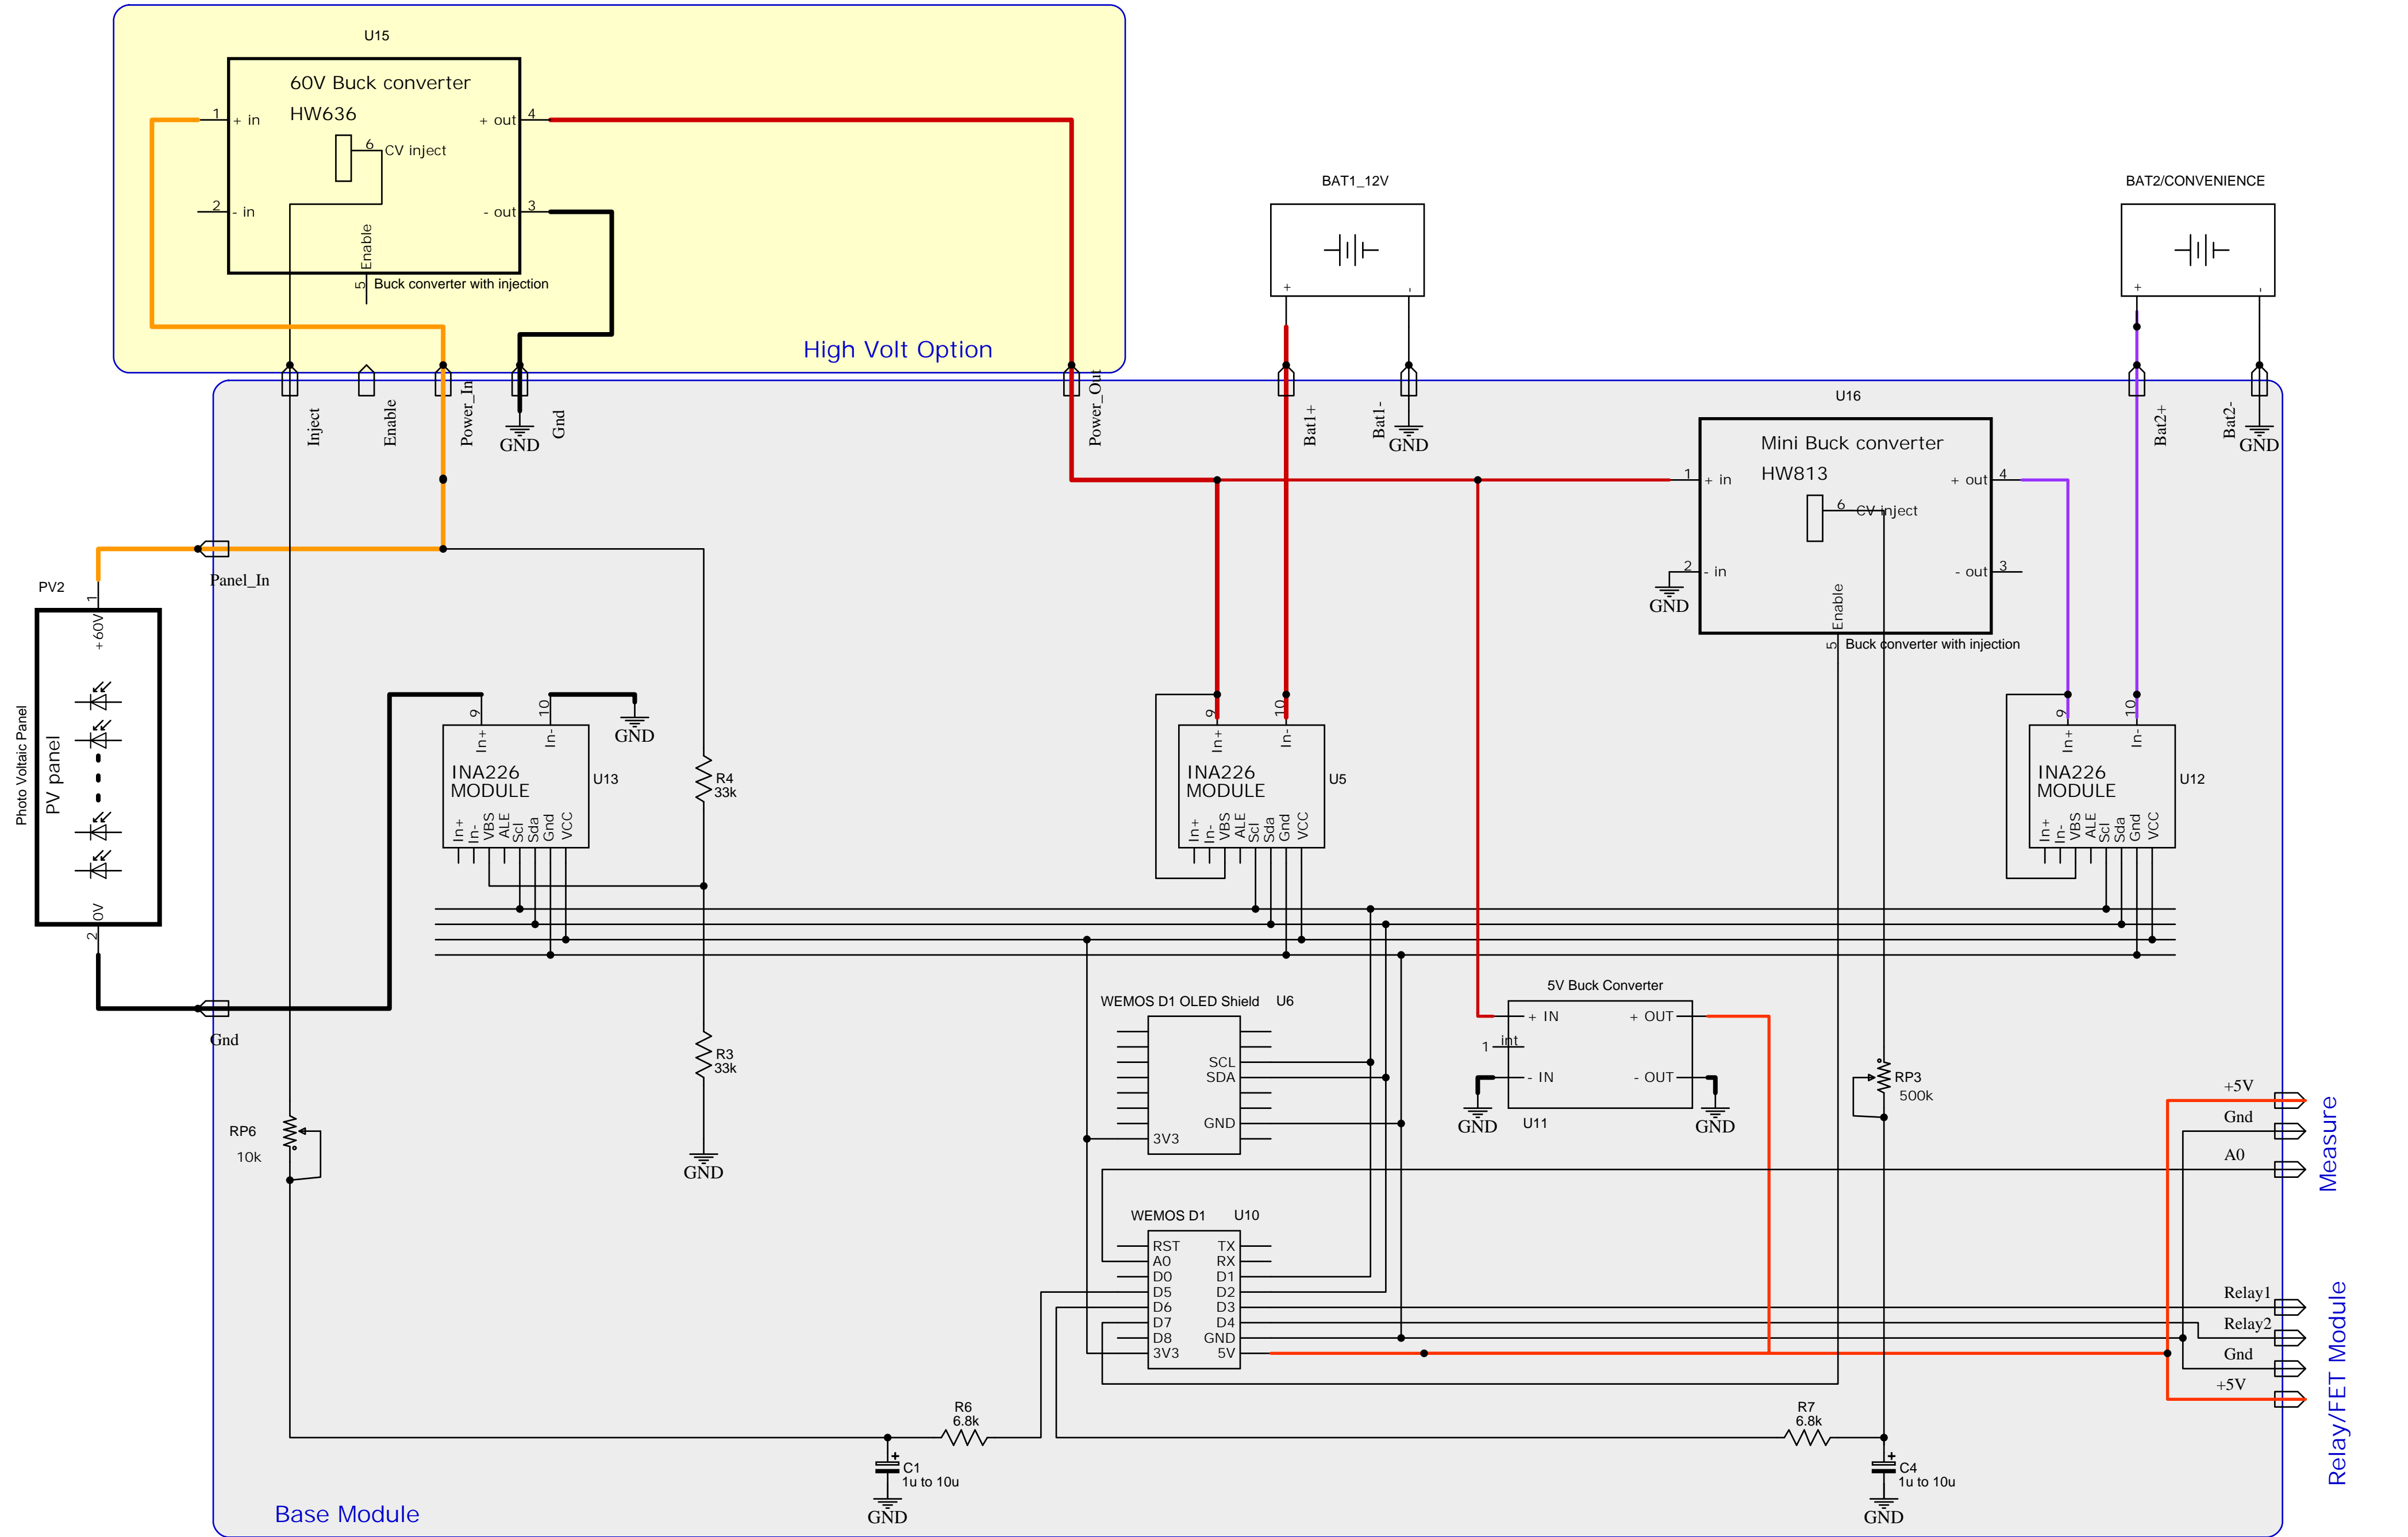 U15
60V Buck converter
HW636
1
+ in
+ out
4
6
CV inject
2
- in
- out
3
Enable
5
Buck converter with injection
High Volt Option
BAT1_12V
+
-
BAT2/CONVENIENCE
+
-
Inject
Enable
Power_In
GND
Gnd
Power_Out
Bat1+
Bat1-
GND
Bat2+
Bat2-
GND
U16
Mini Buck converter
HW813
1
+ in
+ out
4
6
CV inject
2
- in
- out
3
GND
Enable
5
Buck converter with injection
Panel_In
PV2
1
+60V
Photo Voltaic Panel
PV panel
0V
2
Gnd
9
10
In+
In-
INA226
MODULE
U13
In+
In-
VBS
ALE
Scl
Sda
Gnd
VCC
GND
R4
33k
9
10
In+
In-
INA226
MODULE
U5
In+
In-
VBS
ALE
Scl
Sda
Gnd
VCC
9
10
In+
In-
INA226
MODULE
U12
In+
In-
VBS
ALE
Scl
Sda
Gnd
VCC
R3
33k
GND
WEMOS D1 OLED Shield U6
SCL
SDA
GND
3V3
5V Buck Converter
+ IN
+ OUT
1
int
- IN
- OUT
GND
U11
GND
RP3
500k
RP6
10k
+5V
Gnd
A0
Measure
WEMOS D1 U10
RST TX
A0 RX
D0 D1
D5 D2
D6 D3
D7 D4
D8 GND
3V3 5V
Relay1
Relay2
Gnd
+5V
Relay/FET Module
R6
6.8k
R7
6.8k
+
C1
1u to 10u
GND
+
C4
1u to 10u
GND
Base Module